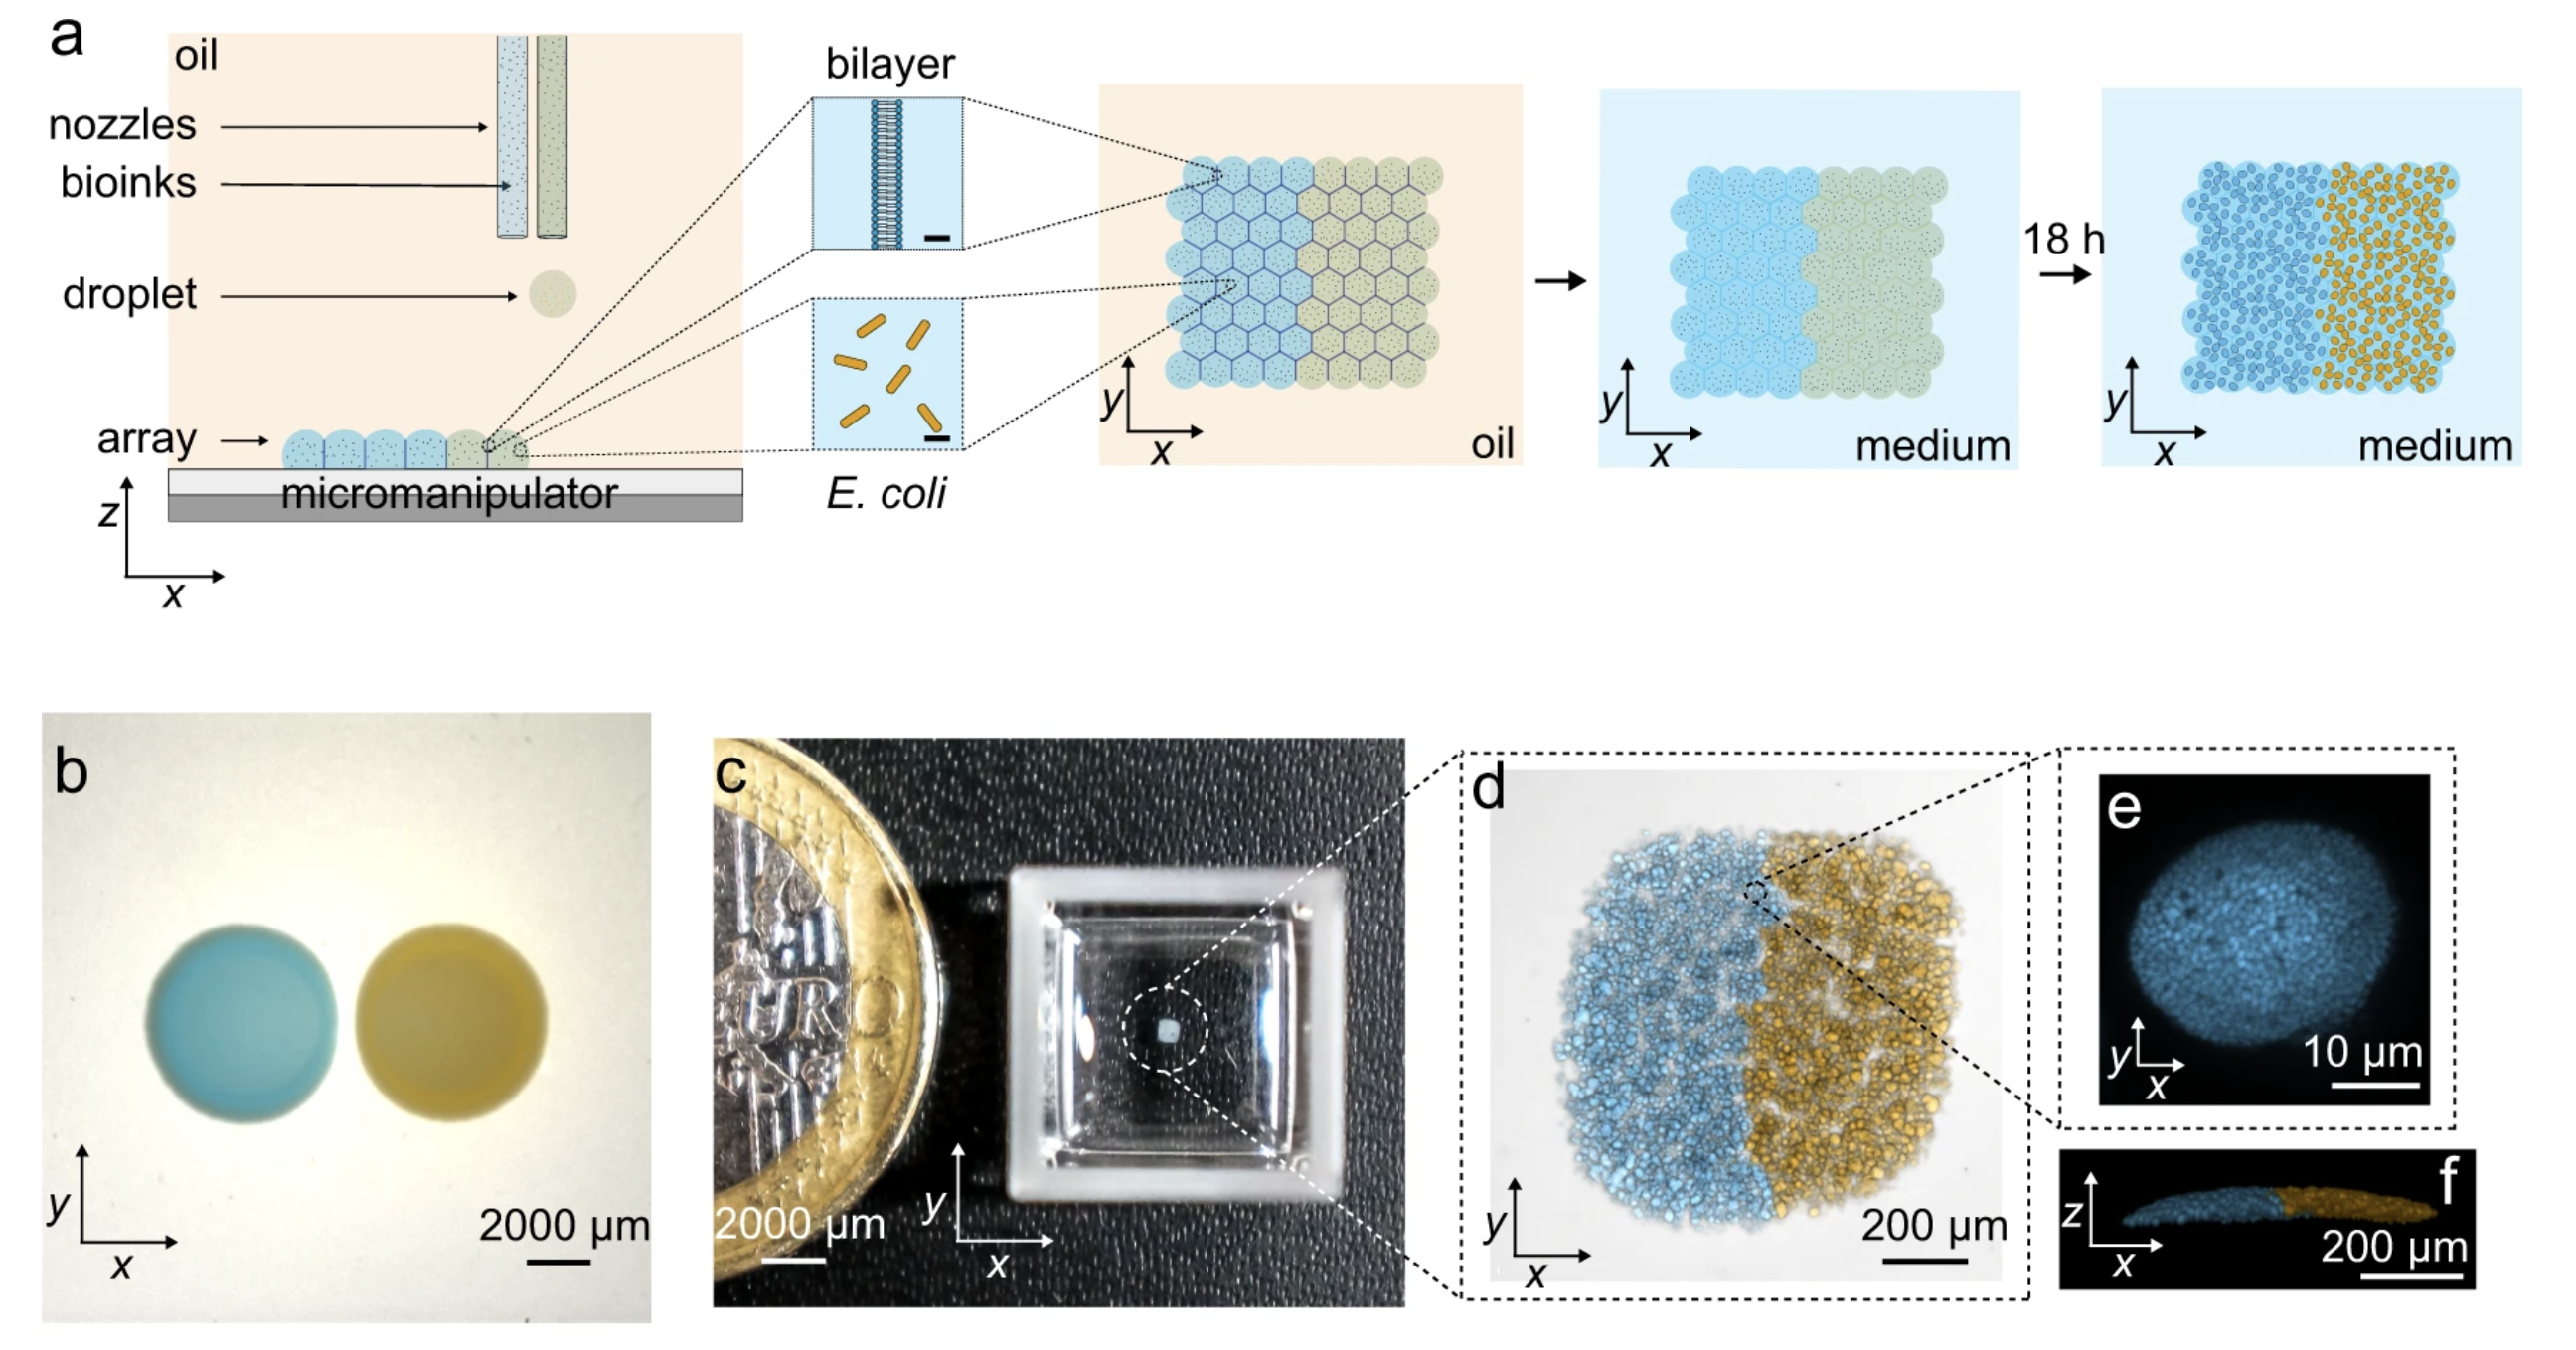 a
oil
nozzles
bioinks
droplet
array
micromanipulator
z
x
bilayer
E. coli
y
x
oil
y
x
medium
18 h
y
x
medium
b
y
x
2000 µm
c
UR
2000 µm
y
x
d
y
x
200 µm
e
y
x
10 µm
f
z
x
200 µm